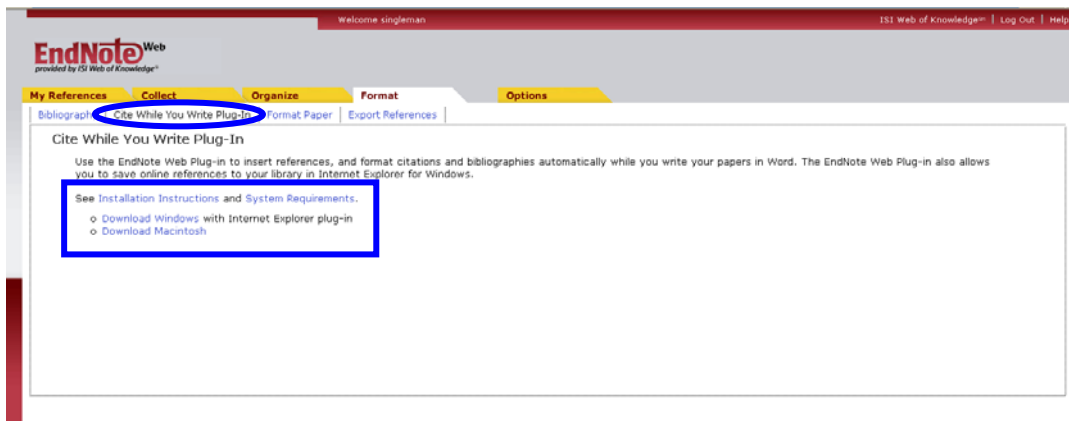 Welcome singleman ISI Web of Knowledge℠ | Log Out | Help
EndNote Web
provided by ISI Web of Knowledge℠
My References Collect Organize Format Options
Bibliography Cite While You Write Plug-In Format Paper Export References
Cite While You Write Plug-In
Use the EndNote Web Plug-in to insert references, and format citations and bibliographies automatically while you write your papers in Word. The EndNote Web Plug-in also allows
you to save online references to your library in Internet Explorer for Windows.
See Installation Instructions and System Requirements.
o Download Windows with Internet Explorer plug-in
o Download Macintosh